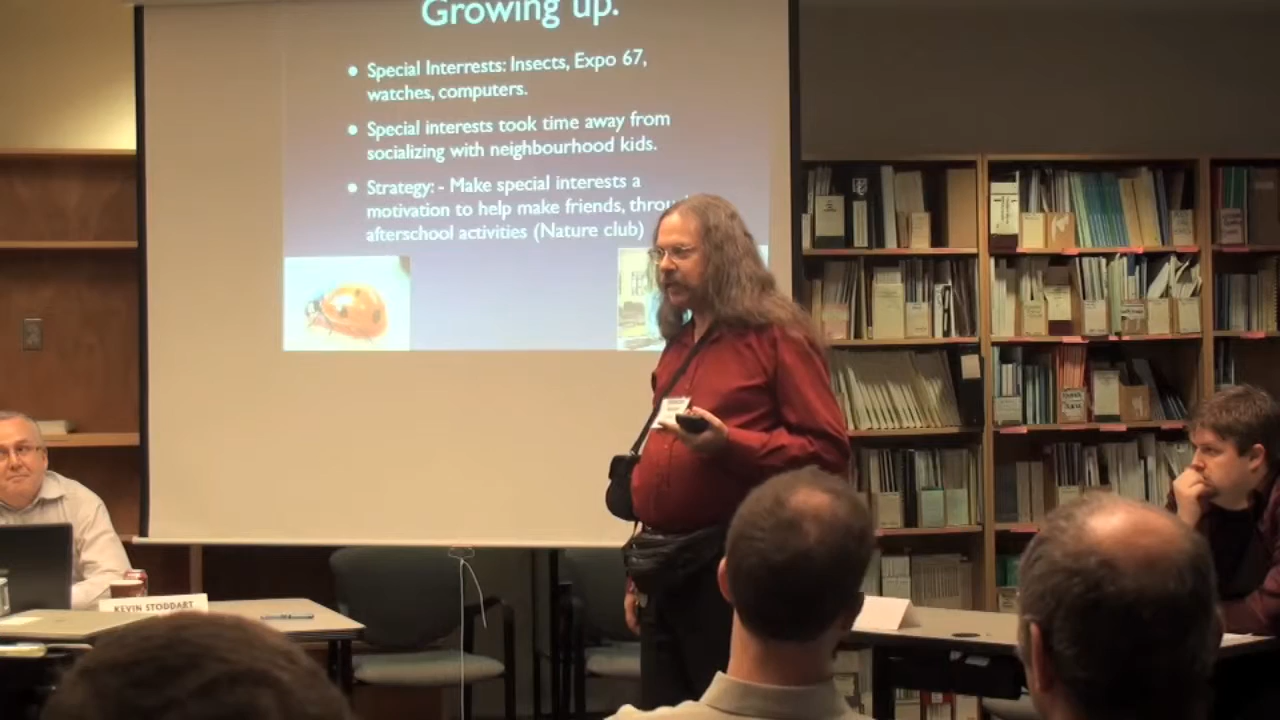 Growing up.
• Special Interrests: Insects, Expo 67,
watches, computers.
• Special interests took time away from
socializing with neighbourhood kids.
• Strategy: - Make special interests a
motivation to help make friends,
afterschool activities (Nature club)
KEVIN STODDART